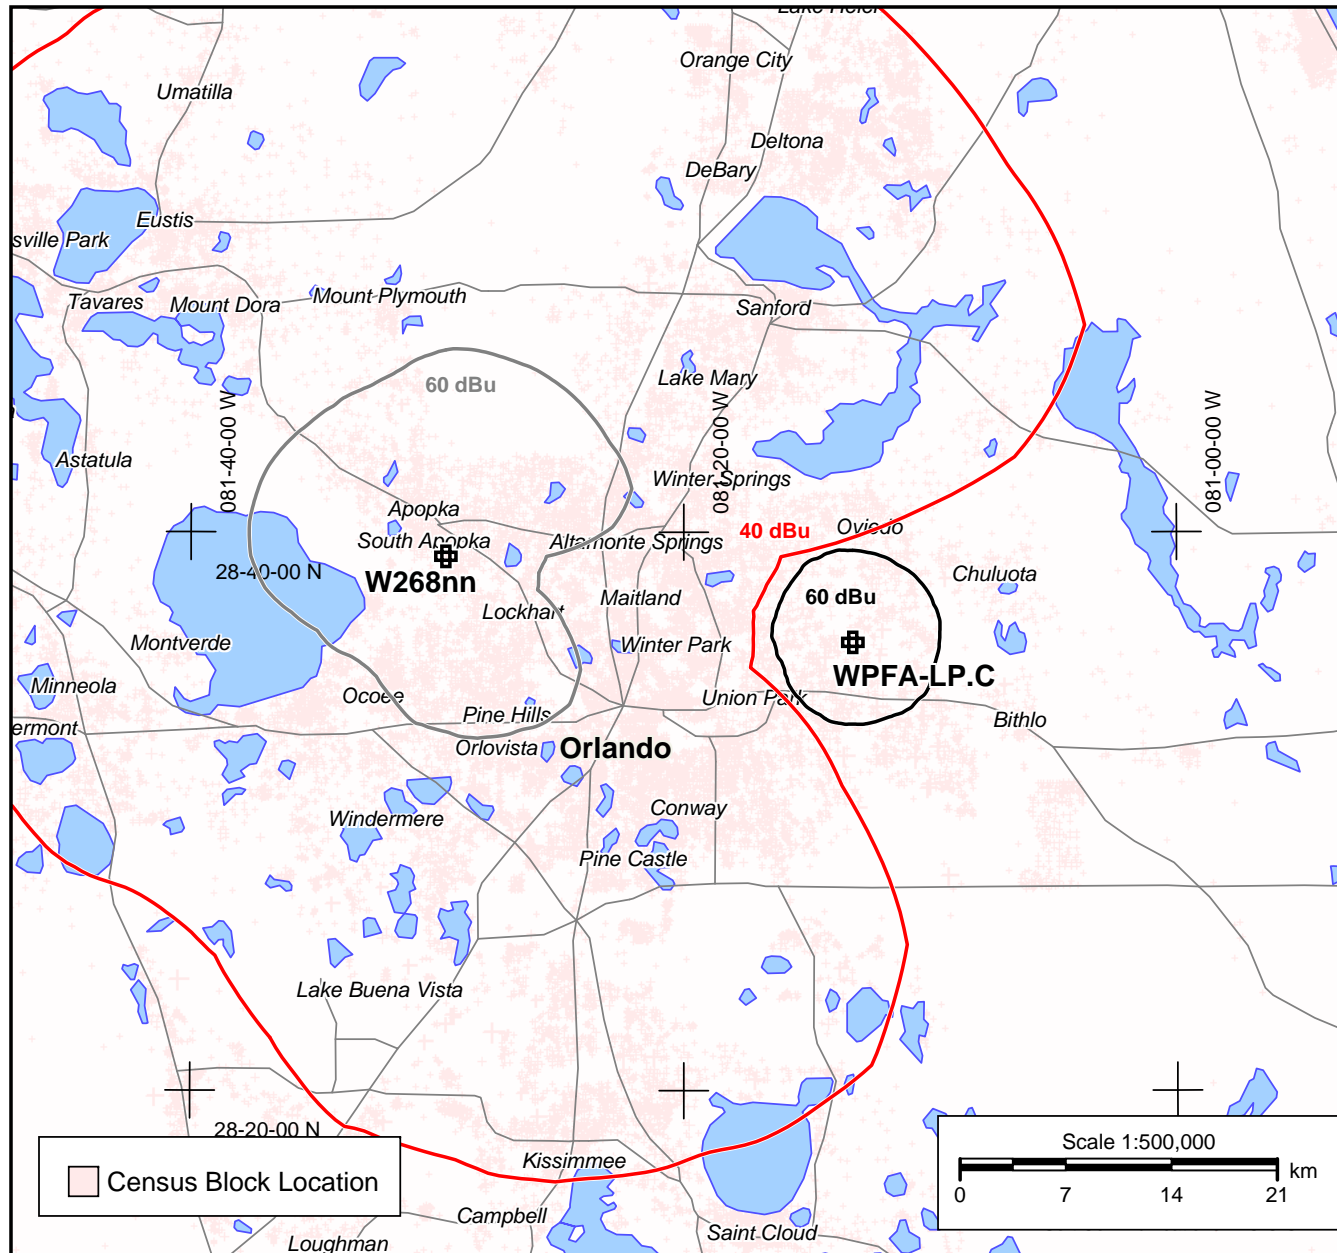 Lake Helen
Orange City
Umatilla
Deltona
DeBary
Eustis
sville Park
Tavares
Mount Dora
Mount Plymouth
Sanford
60 dBu
Lake Mary
081-40-00 W
081-20-00 W
081-00-00 W
Astatula
Winter Springs
Apopka
South Apopka
Altamonte Springs
40 dBu
Oviedo
28-40-00 N
W268nn
Chuluota
Lockhart
Maitland
60 dBu
Montverde
Winter Park
WPFA-LP.C
Minneola
Ocoee
Union Park
Pine Hills
Bithlo
ermont
Orlovista
Orlando
Windermere
Conway
Pine Castle
Lake Buena Vista
28-20-00 N
Census Block Location
Kissimmee
Campbell
Loughman
Saint Cloud
Scale 1:500,000
0 7 14 21 km